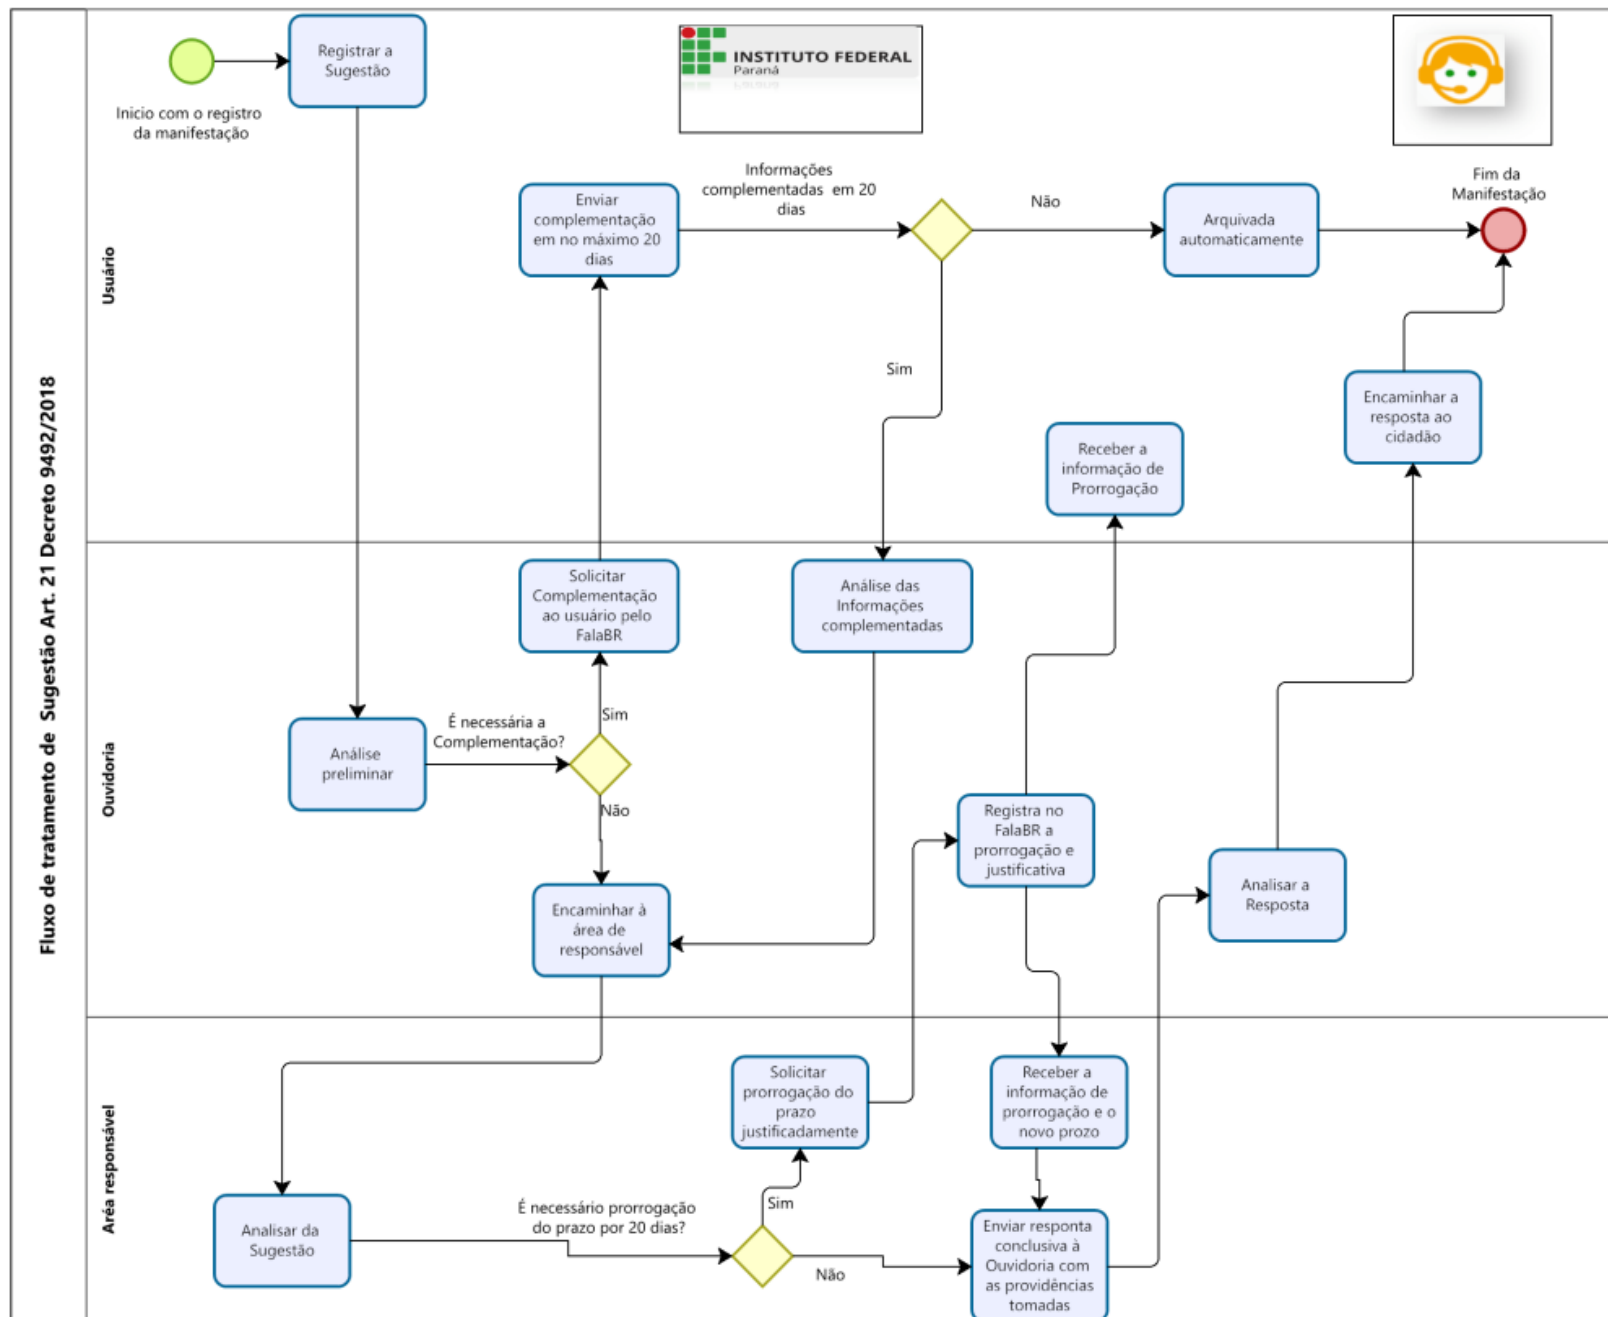 Fluxo de tratamento de Sugestão Art. 21 Decreto 9492/2018
Usuário
Registrar a
Sugestão
Inicio com o registro
da manifestação
INSTITUTO FEDERAL
Paraná
Enviar
complementação
em no máximo 20
dias
Informações
complementadas em 20
dias
Não
Arquivada
automaticamente
Fim da
Manifestação
Sim
Receber a
informação de
Prorrogação
Encaminhar a
resposta ao
cidadão
Ouvidoria
Solicitar
Complementação
ao usuário pelo
FalaBR
Análise das
Informações
complementadas
Análise
preliminar
É necessária a
Complementação?
Sim
Não
Encaminhar à
área de
responsável
Registra no
FalaBR a
prorrogação e
justificativa
Analisar a
Resposta
Aréa responsável
Solicitar
prorrogação do
prazo
justificadamente
Receber a
informação de
prorrogação e o
novo prozo
Analisar da
Sugestão
É necessário prorrogação
do prazo por 20 dias?
Sim
Não
Enviar responta
conclusiva à
Ouvidoria com
as providências
tomadas